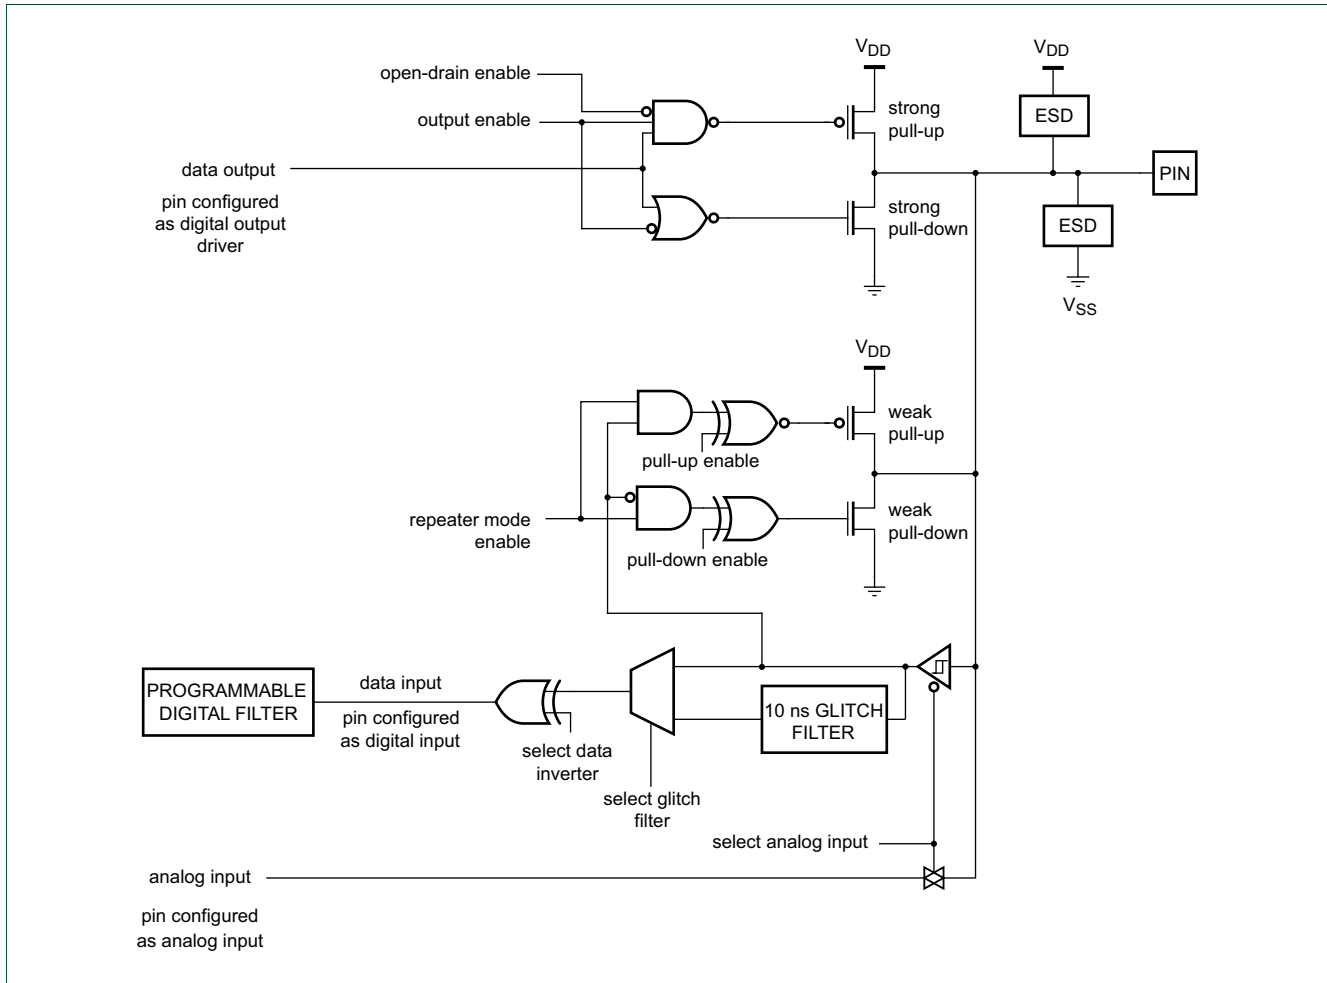 VDD
VDD
open-drain enable
strong
pull-up
ESD
output enable
data output
PIN
pin configured
as digital output
driver
strong
pull-down
ESD
VSS
VDD
weak
pull-up
pull-up enable
repeater mode
enable
weak
pull-down
pull-down enable
PROGRAMMABLE
DIGITAL FILTER
data input
pin configured
as digital input
10 ns GLITCH
FILTER
select data
inverter
select glitch
filter
select analog input
analog input
pin configured
as analog input